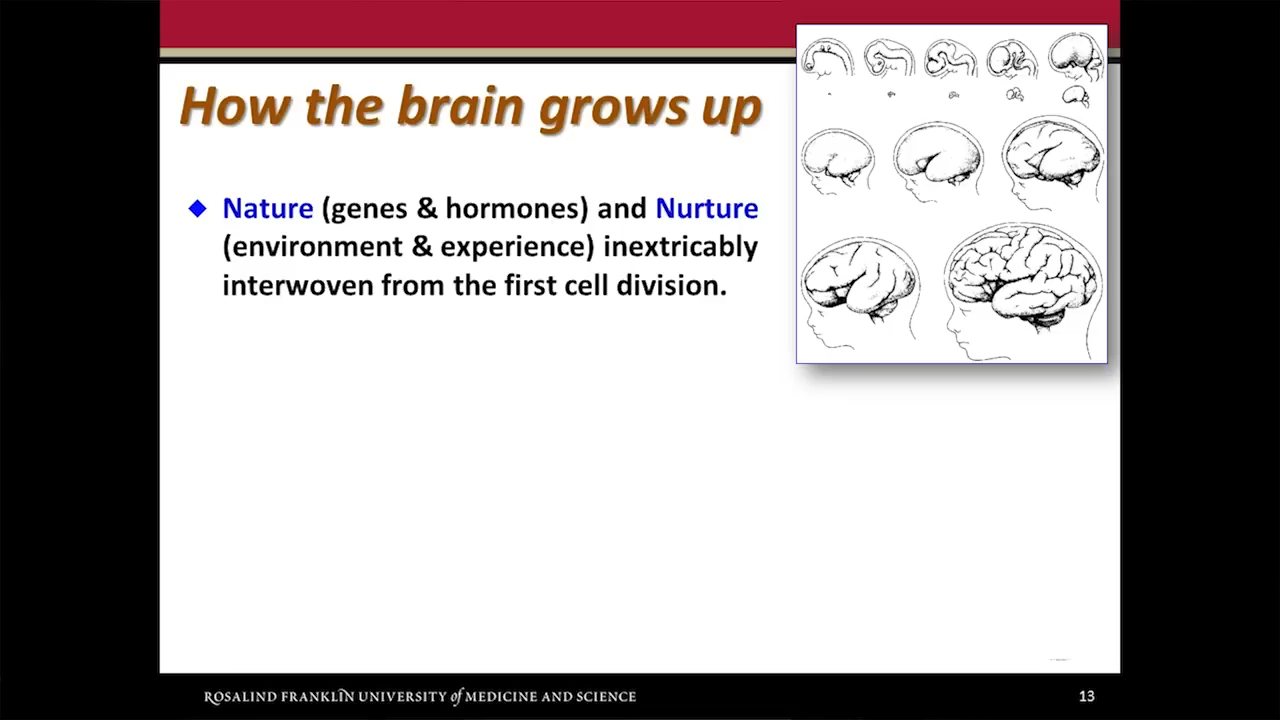 How the brain grows up
Nature (genes & hormones) and Nurture
(environment & experience) inextricably
interwoven from the first cell division.
ROSALIND FRANKLIN UNIVERSITY of MEDICINE AND SCIENCE
13